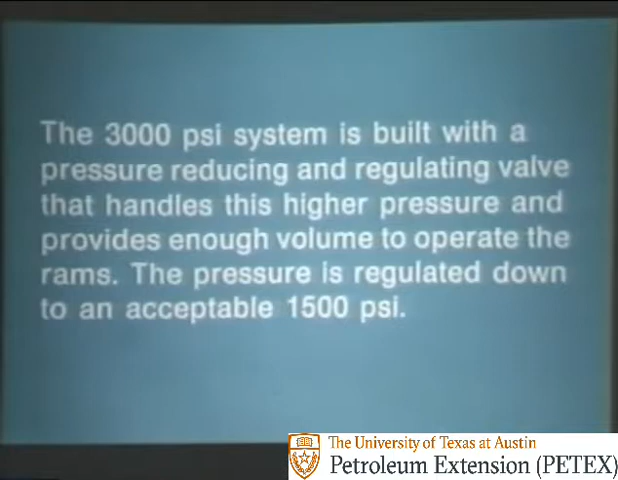 The 3000 psi system is built with a
pressure reducing and regulating valve
that handles this higher pressure and
provides enough volume to operate the
rams. The pressure is regulated down
to an acceptable 1500 psi.
The University of Texas at Austin
Petroleum Extension (PETEX)